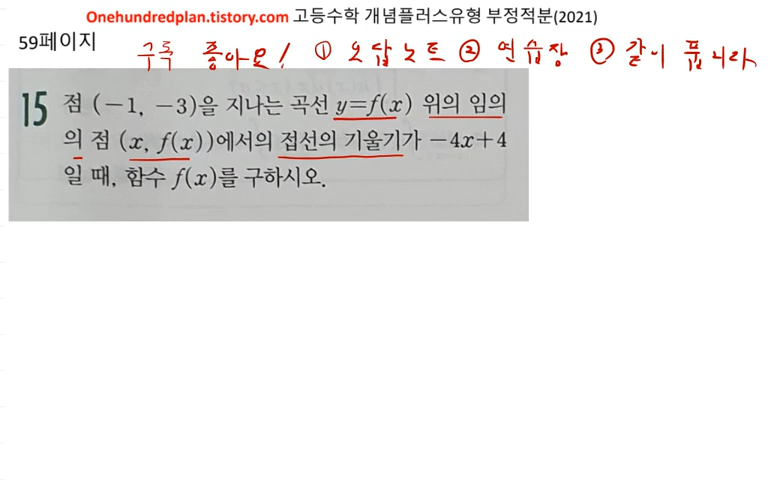 Onehundredplan.tistory.com 고등수학 개념플러스유형 부정적분(2021)
59페이지
구독 좋아요! ① 오답노트 ② 연습장 ③ 같이 풉니다
15 점 (-1, -3)을 지나는 곡선 y=f(x) 위의 임의
의 점 (x, f(x))에서의 접선의 기울기가 -4x+4
일 때, 함수 f(x)를 구하시오.